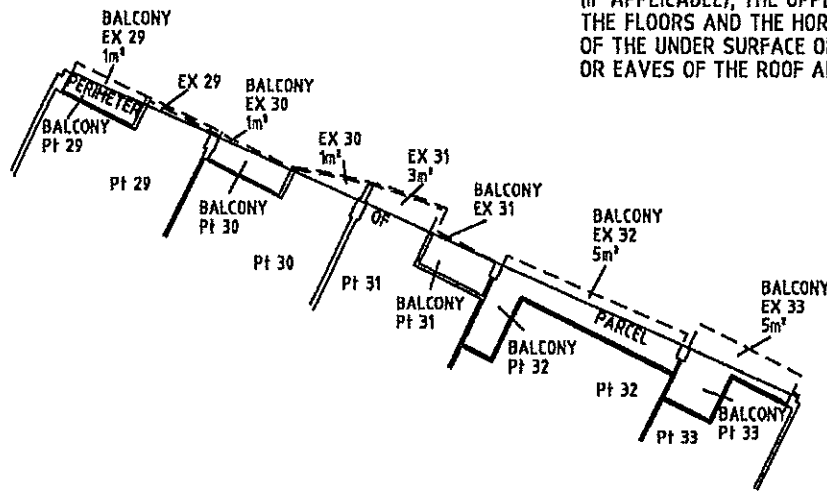 (IF APPLICABLE), THE UPPE
THE FLOORS AND THE HOR
OF THE UNDER SURFACE O
OR EAVES OF THE ROOF A
BALCONY
EX 29
1m²
EX 29
BALCONY
EX 30
1m²
PERIMETER
BALCONY
Pt 29
Pt 29
EX 30
1m²
EX 31
3m²
BALCONY
EX 31
BALCONY
Pt 30
OF
BALCONY
EX 32
5m²
Pt 30
Pt 31
BALCONY
Pt 31
BALCONY
EX 33
5m²
PARCEL
BALCONY
Pt 32
Pt 32
BALCONY
Pt 33
Pt 33